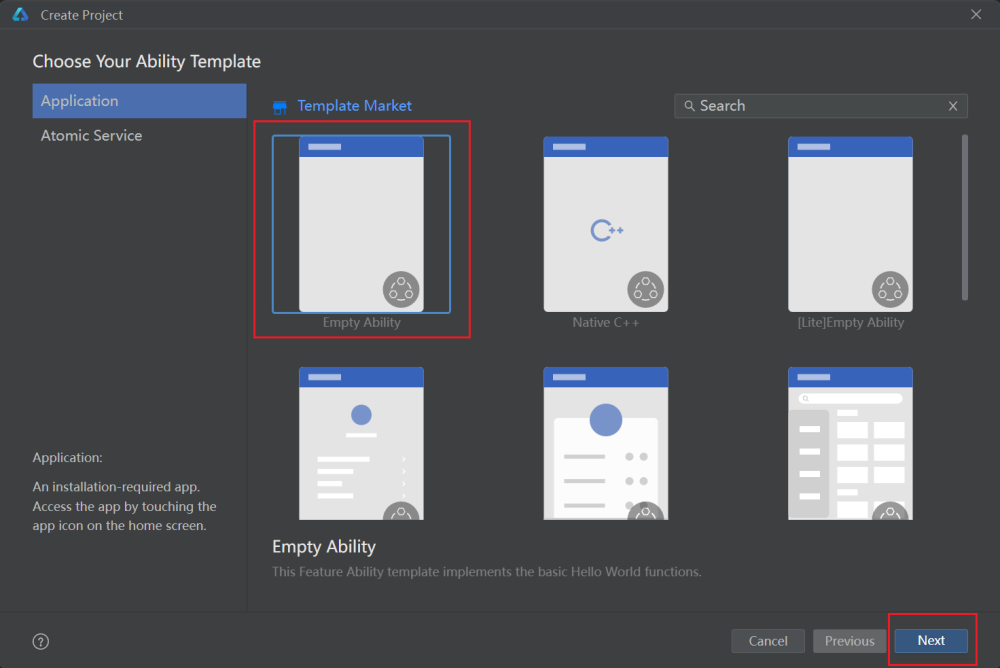 Create Project
Choose Your Ability Template
Application
Atomic Service
Template Market
Search
Empty Ability
C++
Native C++
[Lite]Empty Ability
Application:
An installation-required app.
Access the app by touching the
app icon on the home screen.
Empty Ability
This Feature Ability template implements the basic Hello World functions.
?
Cancel
Previous
Next